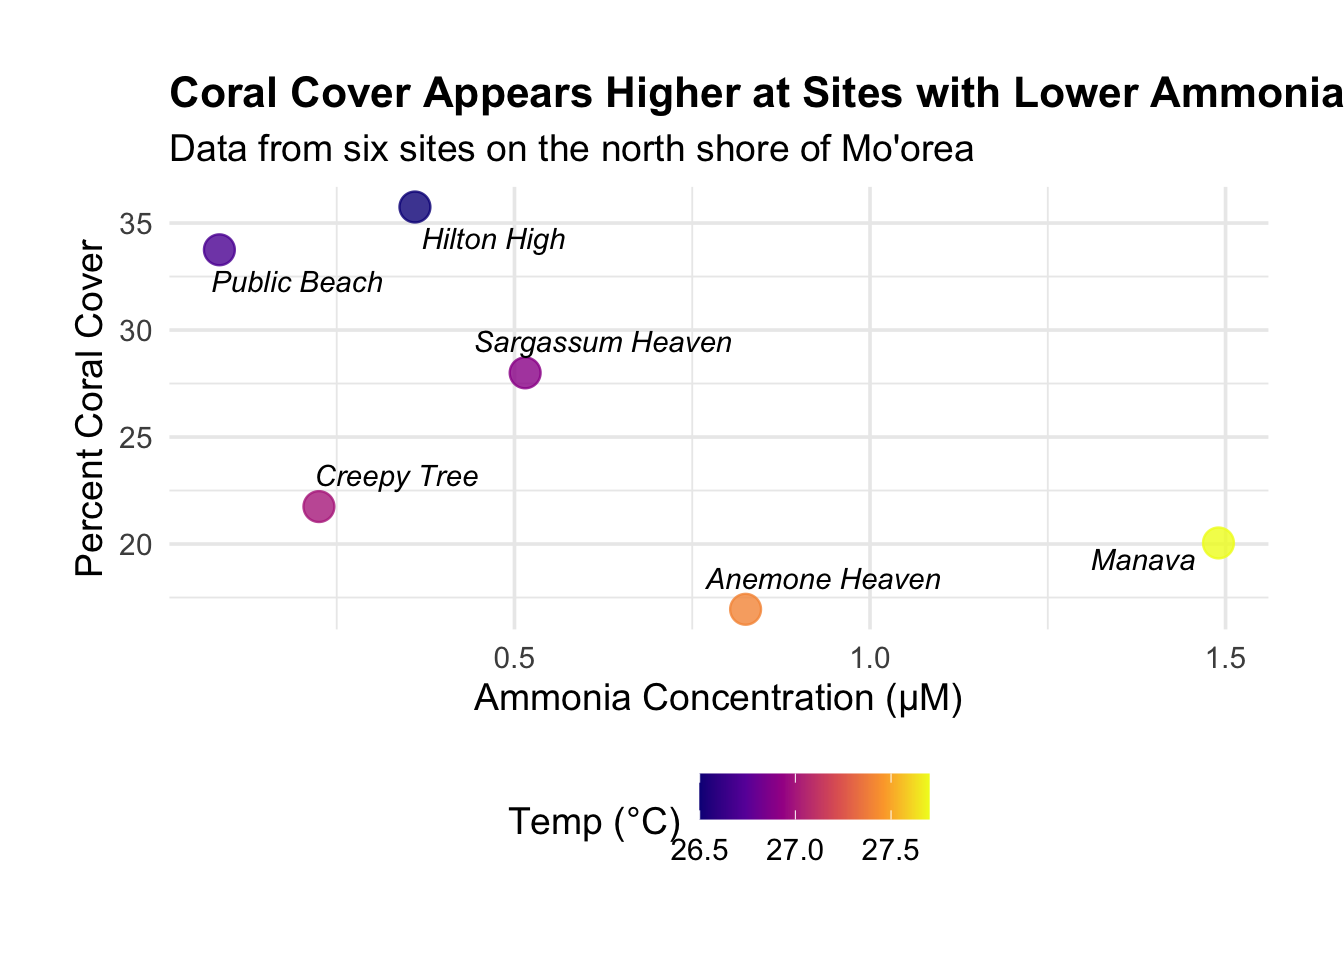 Coral Cover Appears Higher at Sites with Lower Ammonia
Data from six sites on the north shore of Mo'orea
Percent Coral Cover
35
30
25
20
Hilton High
Public Beach
Sargassum Heaven
Creepy Tree
Manava
Anemone Heaven
0.5 1.0 1.5
Ammonia Concentration (µM)
Temp (°C)
26.5 27.0 27.5